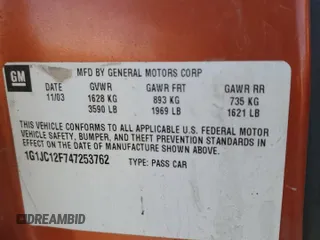 GM
MFD BY GENERAL MOTORS CORP
DATE GVWR GAWR FRT GAWR RR
11/03 1628 KG 893 KG 735 KG
3590 LB 1969 LB 1621 LB
THIS VEHICLE CONFORMS TO ALL APPLICABLE U.S. FEDERAL MOTOR
VEHICLE SAFETY, BUMPER, AND THEFT PREVENTION STANDARDS IN
EFFECT ON THE DATE OF MANUFACTURE SHOWN ABOVE.
1G1JC12F747253762 TYPE: PASS CAR
DREAMBID